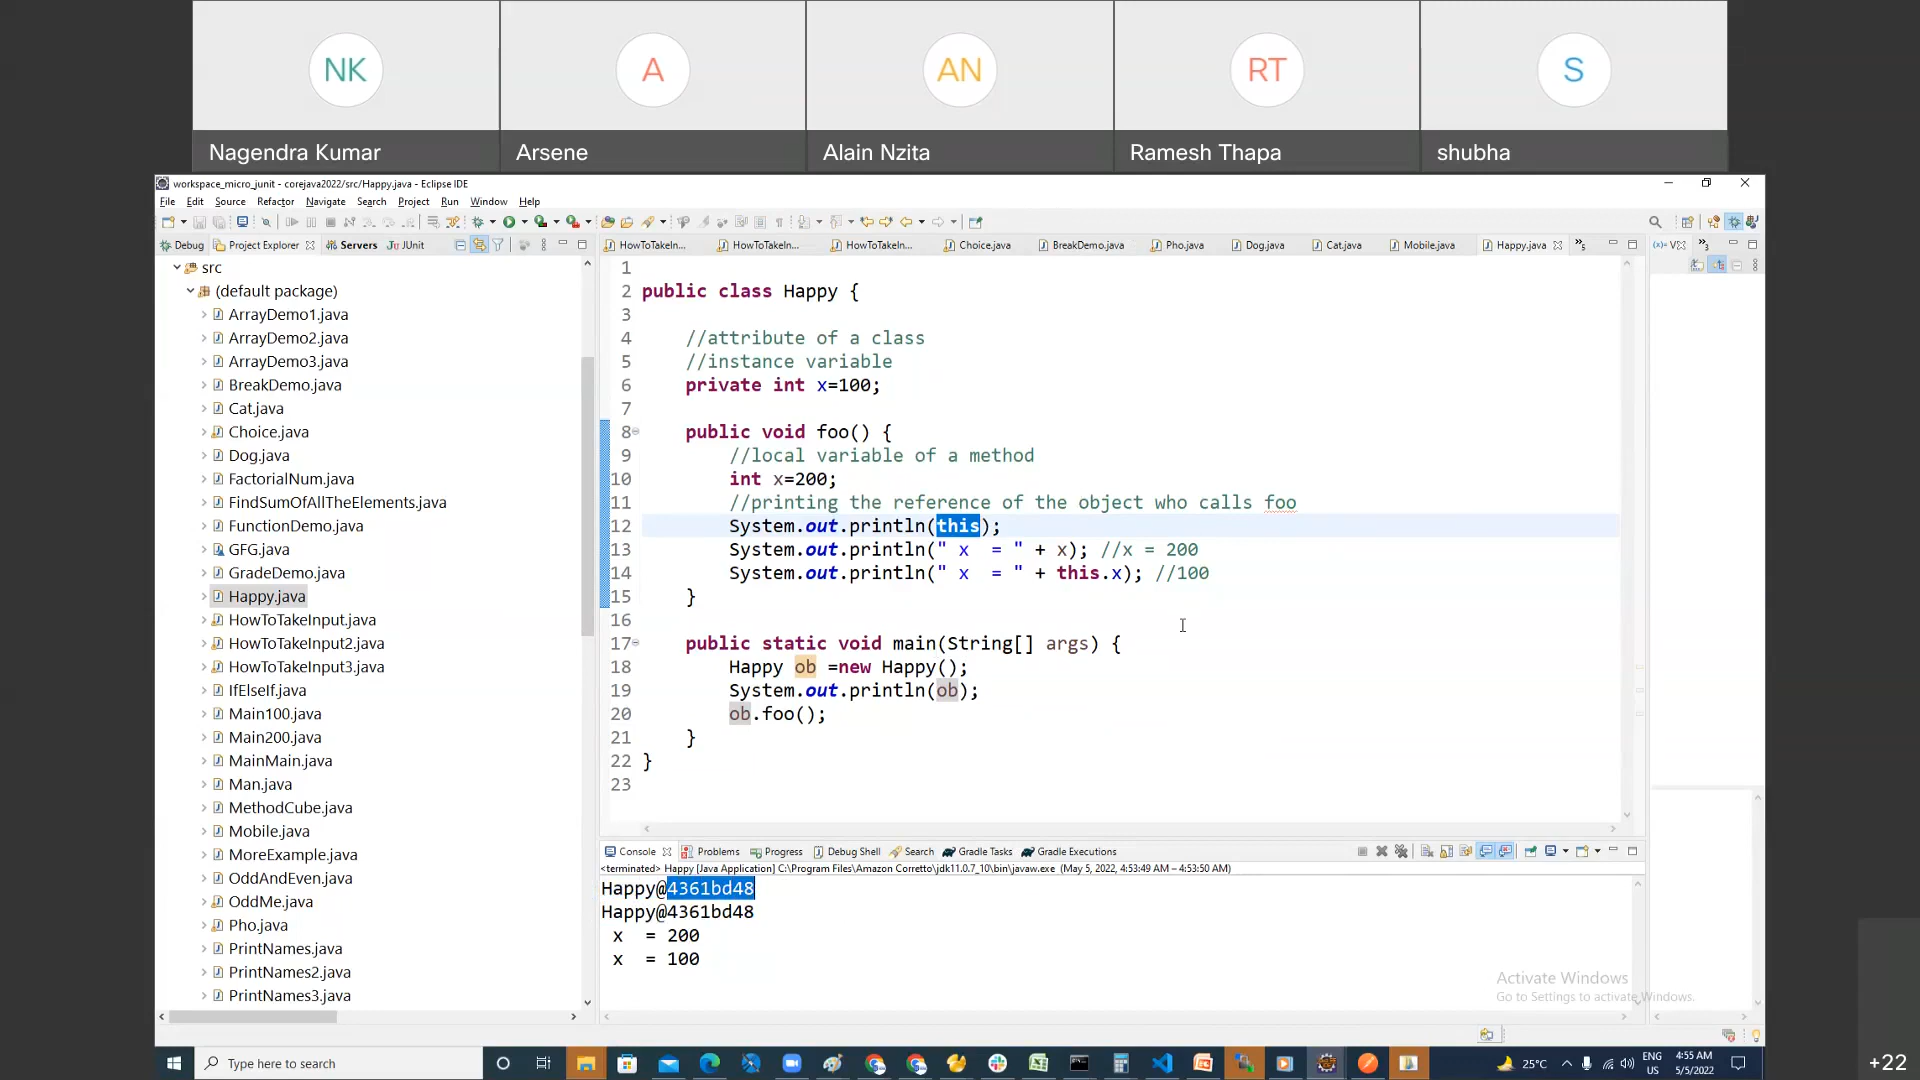 NK
A
AN
RT
S
Nagendra Kumar
Arsene
Alain Nzita
Ramesh Thapa
shubha
workspace_micro_junit - corejava2022/src/Happy.java - Eclipse IDE
File Edit Source Refactor Navigate Search Project Run Window Help
Debug Project Explorer Servers JUnit
HowToTakeIn... HowToTakeIn... HowToTakeIn... Choice.java BreakDemo.java Pho.java Dog.java Cat.java Mobile.java Happy.java
src
(default package)
ArrayDemo1.java
ArrayDemo2.java
ArrayDemo3.java
BreakDemo.java
Cat.java
Choice.java
Dog.java
FactorialNum.java
FindSumOfAllTheElements.java
FunctionDemo.java
GFG.java
GradeDemo.java
Happy.java
HowToTakeInput.java
HowToTakeInput2.java
HowToTakeInput3.java
IfElseIf.java
Main100.java
Main200.java
MainMain.java
Man.java
MethodCube.java
Mobile.java
MoreExample.java
OddAndEven.java
OddMe.java
Pho.java
PrintNames.java
PrintNames2.java
PrintNames3.java
1
2 public class Happy {
3
4 //attribute of a class
5 //instance variable
6 private int x=100;
7
8 public void foo() {
9 //local variable of a method
10 int x=200;
11 //printing the reference of the object who calls foo
12 System.out.println(this);
13 System.out.println(" x  = " + x); //x = 200
14 System.out.println(" x  = " + this.x); //100
15 }
16
17 public static void main(String[] args) {
18 Happy ob =new Happy();
19 System.out.println(ob);
20 ob.foo();
21 }
22 }
23
Console Problems Progress Debug Shell Search Gradle Tasks Gradle Executions
<terminated> Happy [Java Application] C:\Program Files\Amazon Corretto\jdk11.0.7_10\bin\javaw.exe (May 5, 2022, 4:53:49 AM – 4:53:50 AM)
Happy@4361bd48
Happy@4361bd48
x  = 200
x  = 100
Activate Windows
Go to Settings to activate Windows.
Type here to search
25°C
ENG
US
4:55 AM
5/5/2022
+22